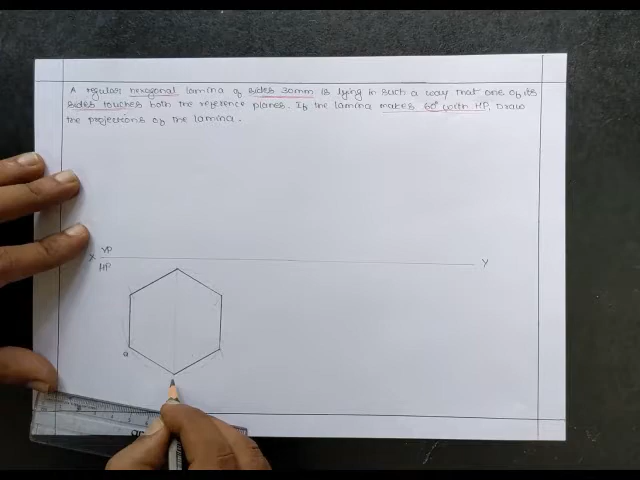 A regular hexagonal lamina of sides 30mm is lying in such a way that one of its
sides touches both the reference planes. If the lamina makes 60° with HP, Draw
the projections of the lamina.
X VP Y
HP
a